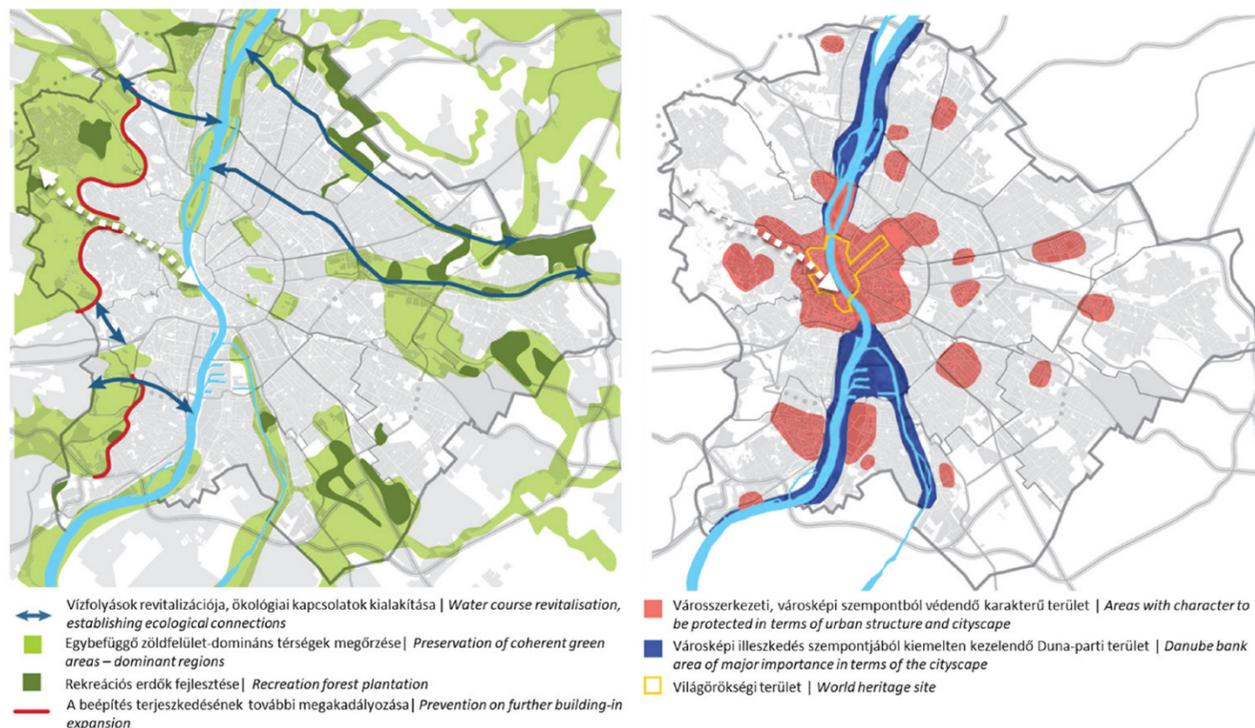 Vízfolyások revitalizációja, ökológiai kapcsolatok kialakítása | Water course revitalisation,
establishing ecological connections
Egybefüggő zöldfelület-domináns térségek megőrzése| Preservation of coherent green
areas – dominant regions
Rekreációs erdők fejlesztése| Recreation forest plantation
A beépítés terjeszkedésének további megakadályozása| Prevention on further building-in
expansion
Városszerkezeti, városképi szempontból védendő karakterű terület | Areas with character to
be protected in terms of urban structure and cityscape
Városképi illeszkedés szempontjából kiemelten kezelendő Duna-parti terület | Danube bank
area of major importance in terms of the cityscape
Világörökségi terület | World heritage site